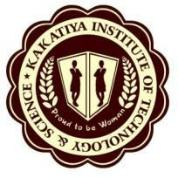 KAKATIYA INSTITUTE OF TECHNOLOGY & SCIENCE
Proud to be Woman